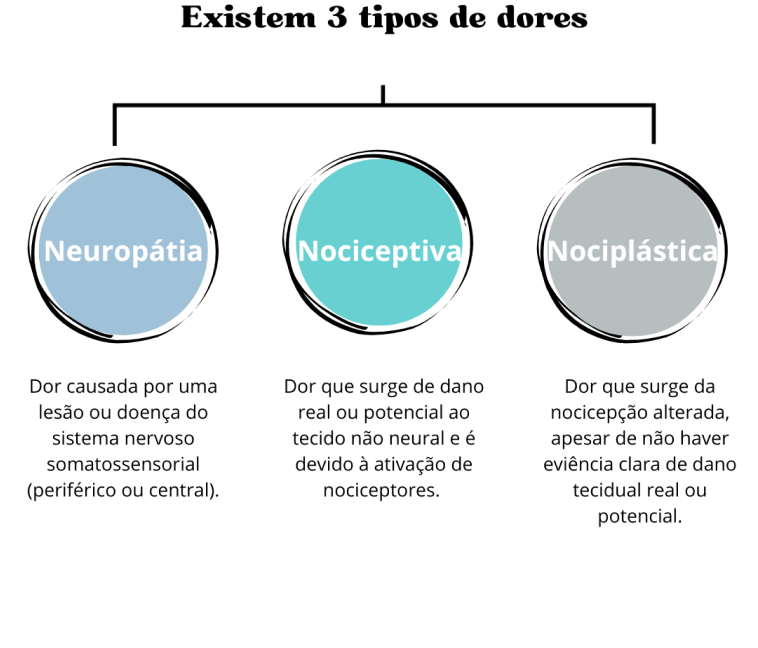 Existem 3 tipos de dores
Neuropátia
Nociceptiva
Nociplástica
Dor causada por uma
lesão ou doença do
sistema nervoso
somatossensorial
(periférico ou central).
Dor que surge de dano
real ou potencial ao
tecido não neural e é
devido à ativação de
nociceptores.
Dor que surge da
nocicepção alterada,
apesar de não haver
eviência clara de dano
tecidual real ou
potencial.